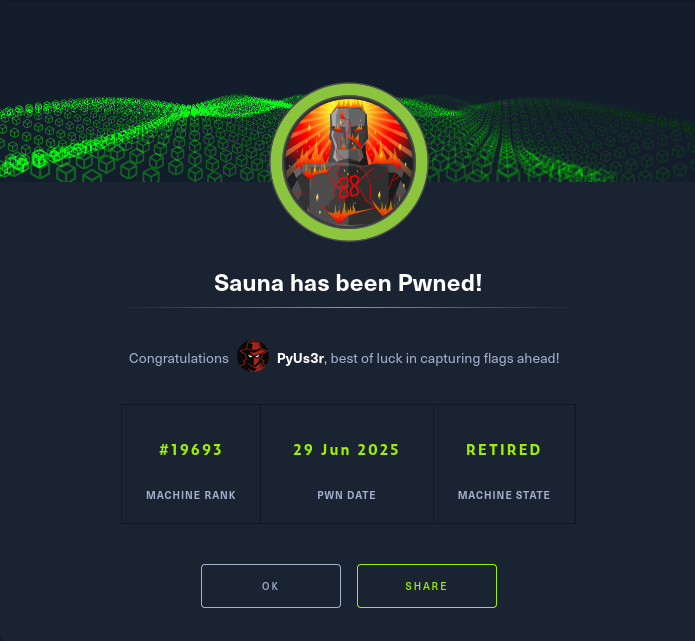 Sauna has been Pwned!
Congratulations PyUs3r, best of luck in capturing flags ahead!
#19693 29 Jun 2025 RETIRED
MACHINE RANK PWN DATE MACHINE STATE
OK SHARE